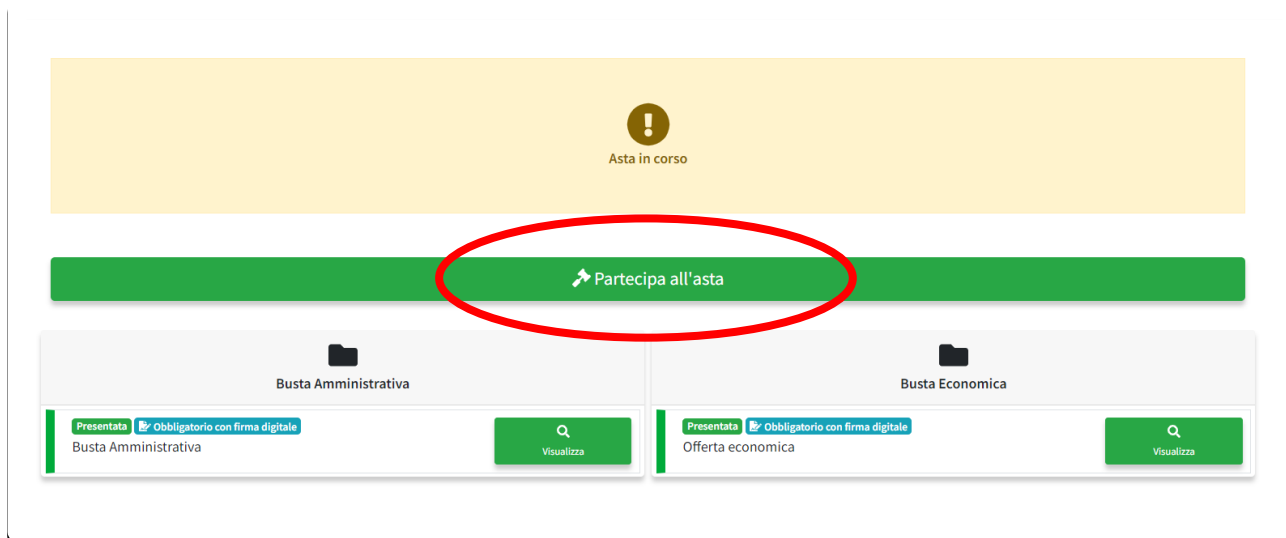 Asta in corso
Partecipa all'asta
Busta Amministrativa
Presentata Obbligatorio con firma digitale
Busta Amministrativa
Visualizza
Busta Economica
Presentata Obbligatorio con firma digitale
Offerta economica
Visualizza